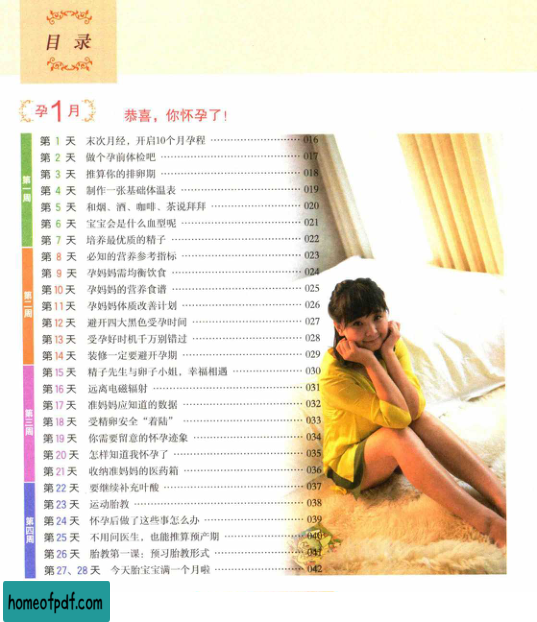 目 录
孕1月 恭喜，你怀孕了！
第一周
第 1 天 末次月经，开启10个月孕程 016
第 2 天 做个孕前体检吧 017
第 3 天 推算你的排卵期 018
第 4 天 制作一张基础体温表 019
第 5 天 和烟、酒、咖啡、茶说拜拜 020
第 6 天 宝宝会是什么血型呢 021
第 7 天 培养最优质的精子 022
第二周
第 8 天 必知的营养参考指标 023
第 9 天 孕妈妈需均衡饮食 024
第10天 孕妈妈的营养食谱 025
第11天 孕妈妈体质改善计划 026
第12天 避开四大黑色受孕时间 027
第13天 受孕好时机千万别错过 028
第14天 装修一定要避开孕期 029
第三周
第15天 精子先生与卵子小姐，幸福相遇 030
第16天 远离电磁辐射 031
第17天 准妈妈应知道的数据 032
第18天 受精卵安全“着陆” 033
第19天 你需要留意的怀孕迹象 034
第20天 怎样知道我怀孕了 035
第21天 收纳准妈妈的医药箱 036
第四周
第22天 要继续补充叶酸 037
第23天 运动胎教 038
第24天 怀孕后做了这些事怎么办 039
第25天 不用问医生，也能推算预产期 040
第26天 胎教第一课：预习胎教形式 041
第27、28天 今天胎宝宝满一个月啦 042
homeofpdf.com